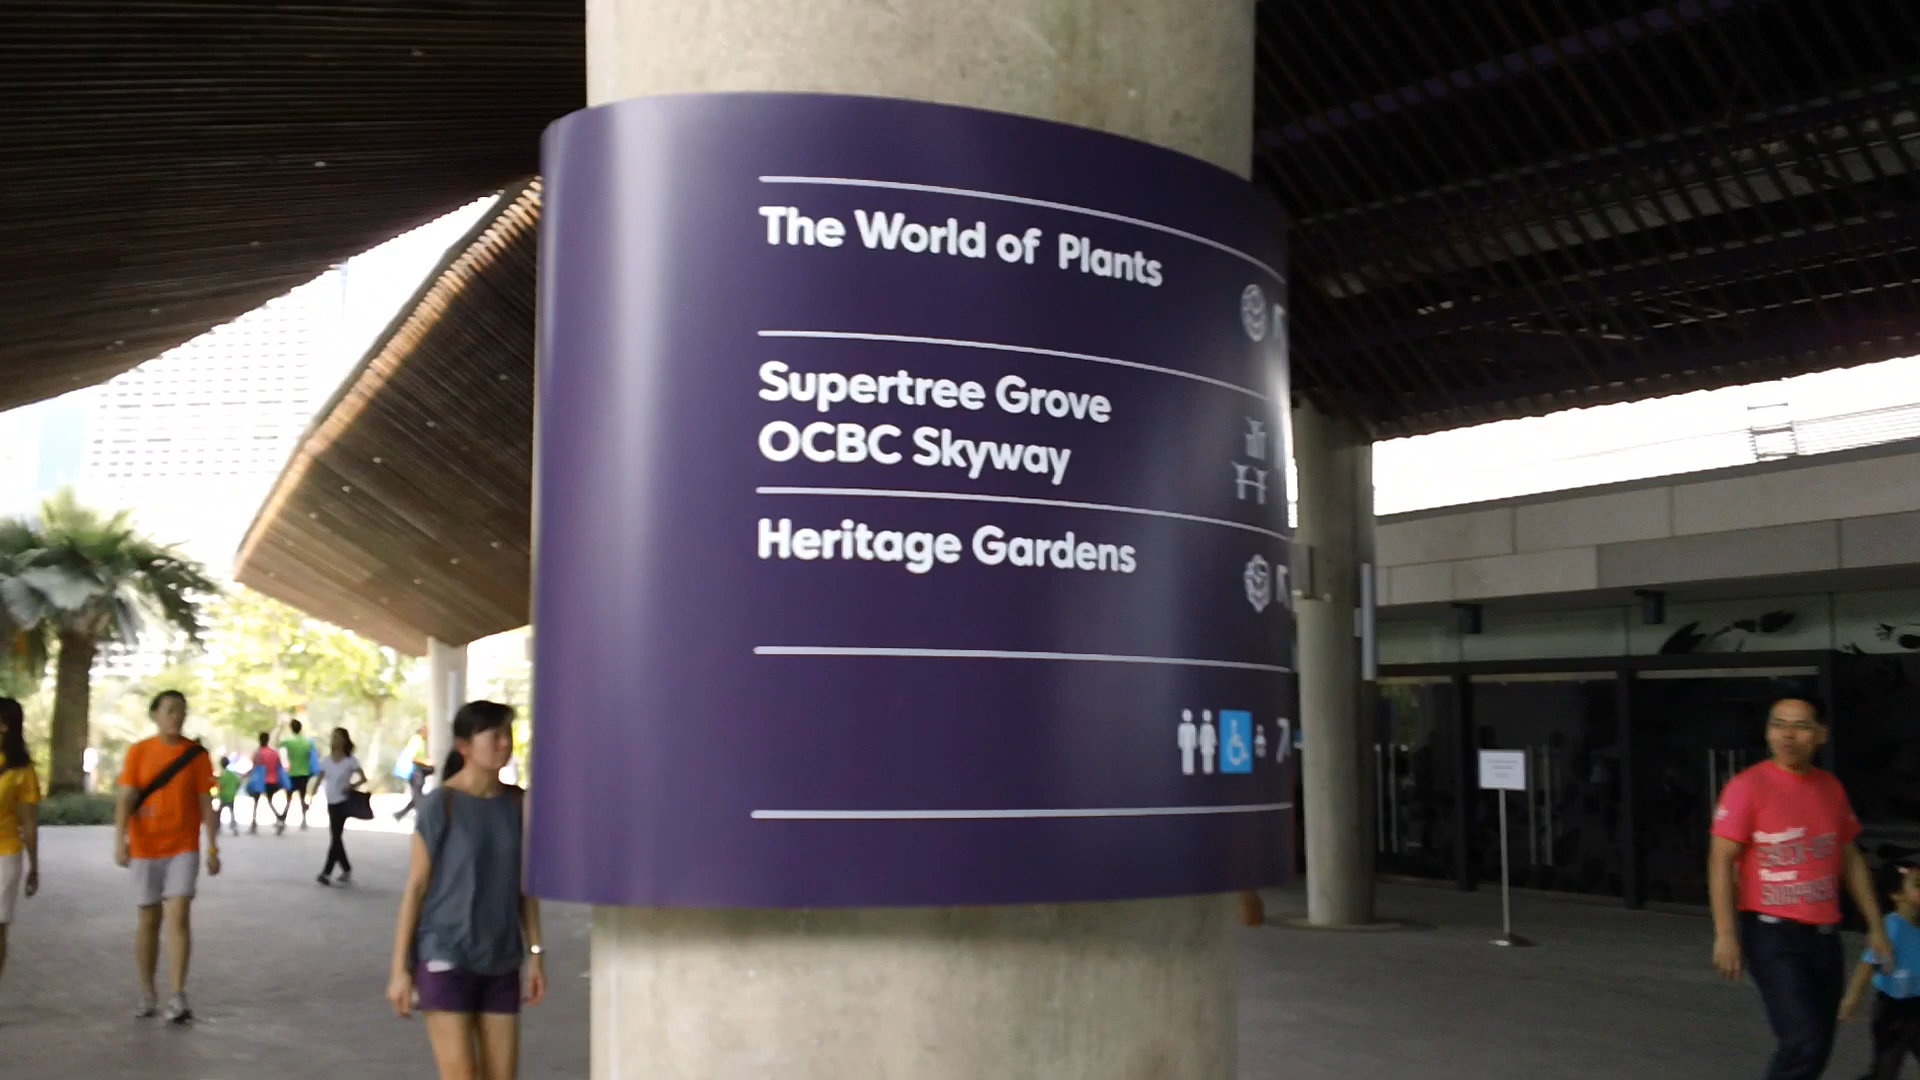 The World of Plants
Supertree Grove
OCBC Skyway
Heritage Gardens